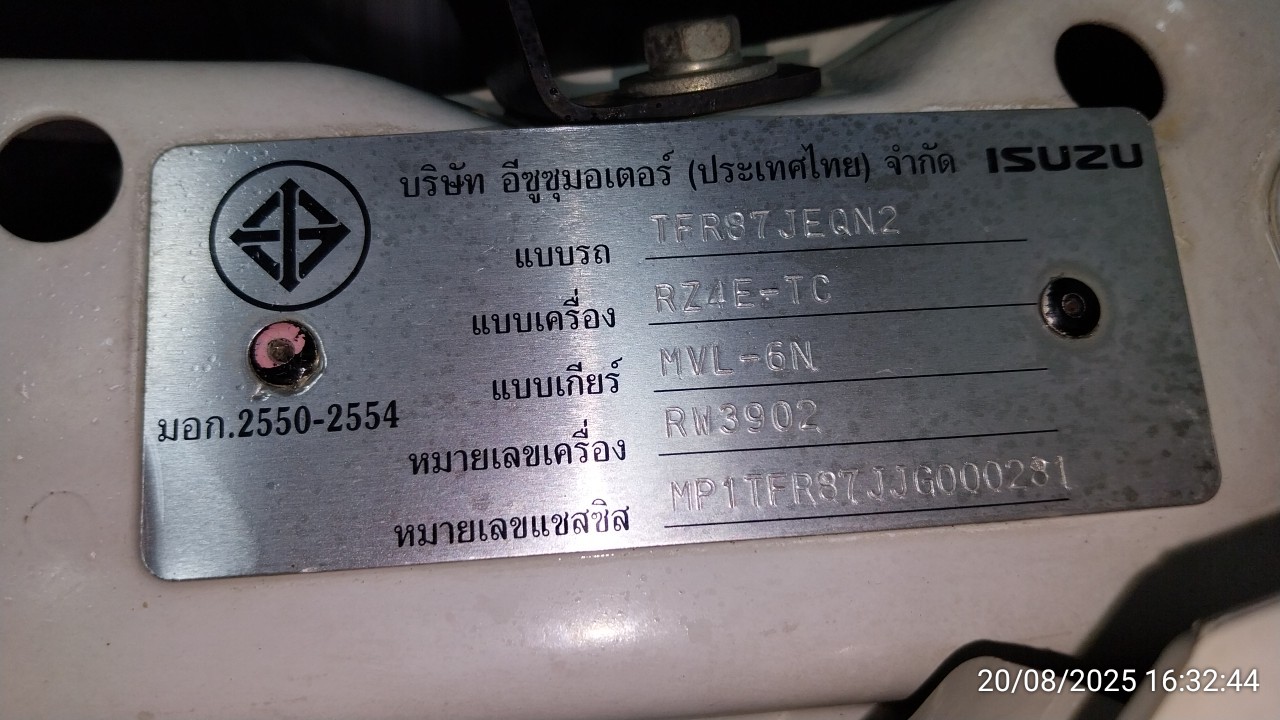 บริษัท อีซูซุมอเตอร์ (ประเทศไทย) จำกัด ISUZU
แบบรถ TFR87JEQN2
แบบเครื่อง RZ4E-TC
แบบเกียร์ MVL-6N
มอก.2550-2554
หมายเลขเครื่อง RW3902
หมายเลขแชสซิส MP1TFR87JJG000281
20/08/2025 16:32:44